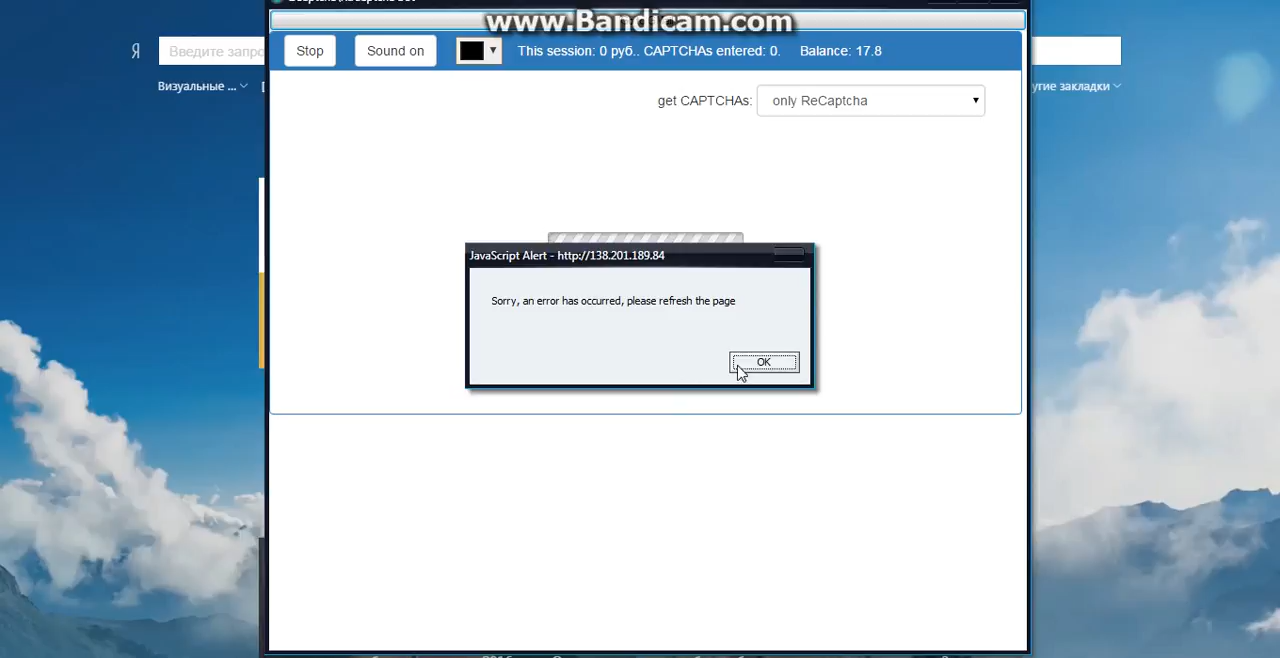 www.Bandicam.com
Я
Введите запро
Stop
Sound on
This session: 0 руб.. CAPTCHAs entered: 0.
Balance: 17.8
Визуальные ...
закладки
get CAPTCHAs:
only ReCaptcha
JavaScript Alert - http://138.201.189.84
Sorry, an error has occurred, please refresh the page
OK